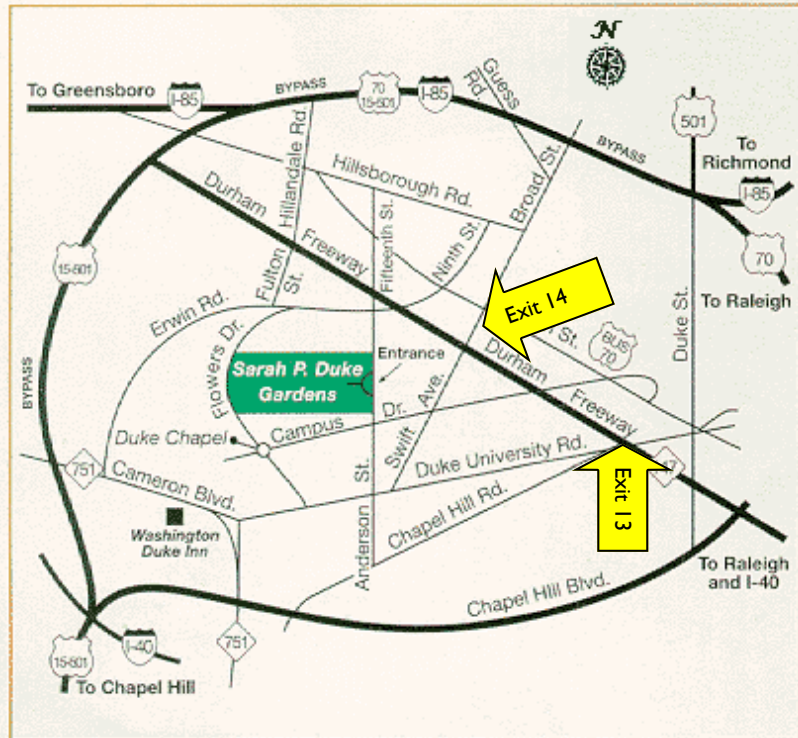 N
To Greensboro
I-85
BYPASS
70
15-501
I-85
Guess
Rd.
BYPASS
501
To
Richmond
I-85
70
To Raleigh
Hillandale Rd.
Hillsborough Rd.
Broad St.
Durham
Freeway
Fifteenth St.
Ninth St.
Fulton
St.
15-501
Erwin Rd.
Exit 14
St.
BUS
70
Duke St.
BYPASS
Flowers Dr.
Sarah P. Duke
Gardens
Entrance
Durham
Freeway
Campus
Dr.
Swift
Ave.
Duke Chapel
Duke University Rd.
751
Cameron Blvd.
Anderson
St.
Chapel Hill Rd.
Exit 13
Washington
Duke Inn
To Raleigh
and I-40
Chapel Hill Blvd.
751
I-40
15-501
To Chapel Hill